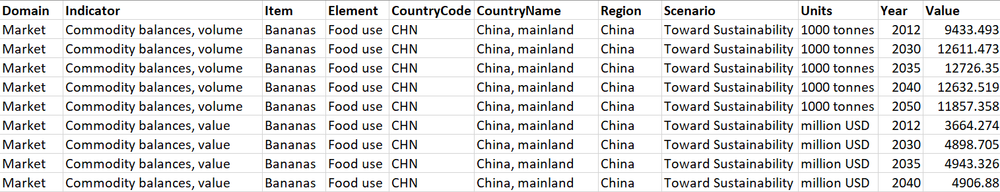 Domain Indicator Item Element CountryCode CountryName Region Scenario Units Year Value
Market Commodity balances, volume Bananas Food use CHN China, mainland China Toward Sustainability 1000 tonnes 2012 9433.493
Market Commodity balances, volume Bananas Food use CHN China, mainland China Toward Sustainability 1000 tonnes 2030 12611.473
Market Commodity balances, volume Bananas Food use CHN China, mainland China Toward Sustainability 1000 tonnes 2035 12726.35
Market Commodity balances, volume Bananas Food use CHN China, mainland China Toward Sustainability 1000 tonnes 2040 12632.519
Market Commodity balances, volume Bananas Food use CHN China, mainland China Toward Sustainability 1000 tonnes 2050 11857.358
Market Commodity balances, value Bananas Food use CHN China, mainland China Toward Sustainability million USD 2012 3664.274
Market Commodity balances, value Bananas Food use CHN China, mainland China Toward Sustainability million USD 2030 4898.705
Market Commodity balances, value Bananas Food use CHN China, mainland China Toward Sustainability million USD 2035 4943.326
Market Commodity balances, value Bananas Food use CHN China, mainland China Toward Sustainability million USD 2040 4906.88